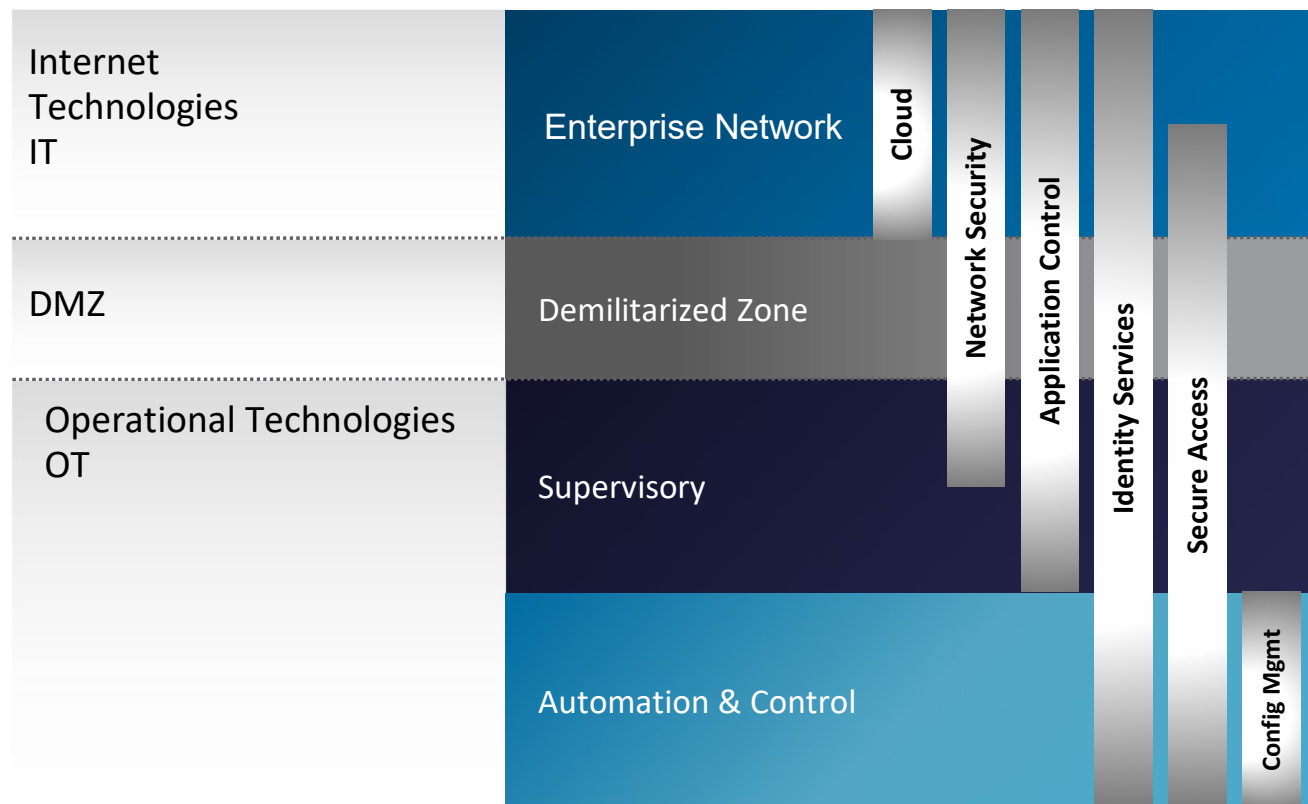 Internet
Technologies
IT
Enterprise Network
Cloud
Network Security
Application Control
Identity Services
Secure Access
DMZ
Demilitarized Zone
Operational Technologies
OT
Supervisory
Automation & Control
Config Mgmt